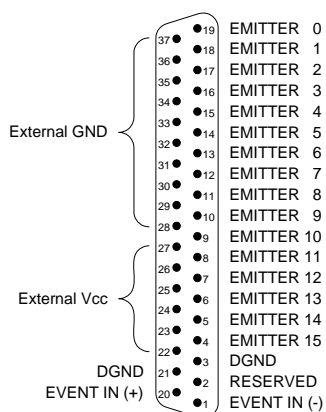 19 EMITTER 0
37
18 EMITTER 1
36
17 EMITTER 2
35
16 EMITTER 3
34
15 EMITTER 4
33
External GND
14 EMITTER 5
32
13 EMITTER 6
31
12 EMITTER 7
30
11 EMITTER 8
29
10 EMITTER 9
28
9 EMITTER 10
27
8 EMITTER 11
26
7 EMITTER 12
25
External Vcc
6 EMITTER 13
24
5 EMITTER 14
23
4 EMITTER 15
22
3 DGND
DGND 21
2 RESERVED
EVENT IN (+) 20
1 EVENT IN (-)